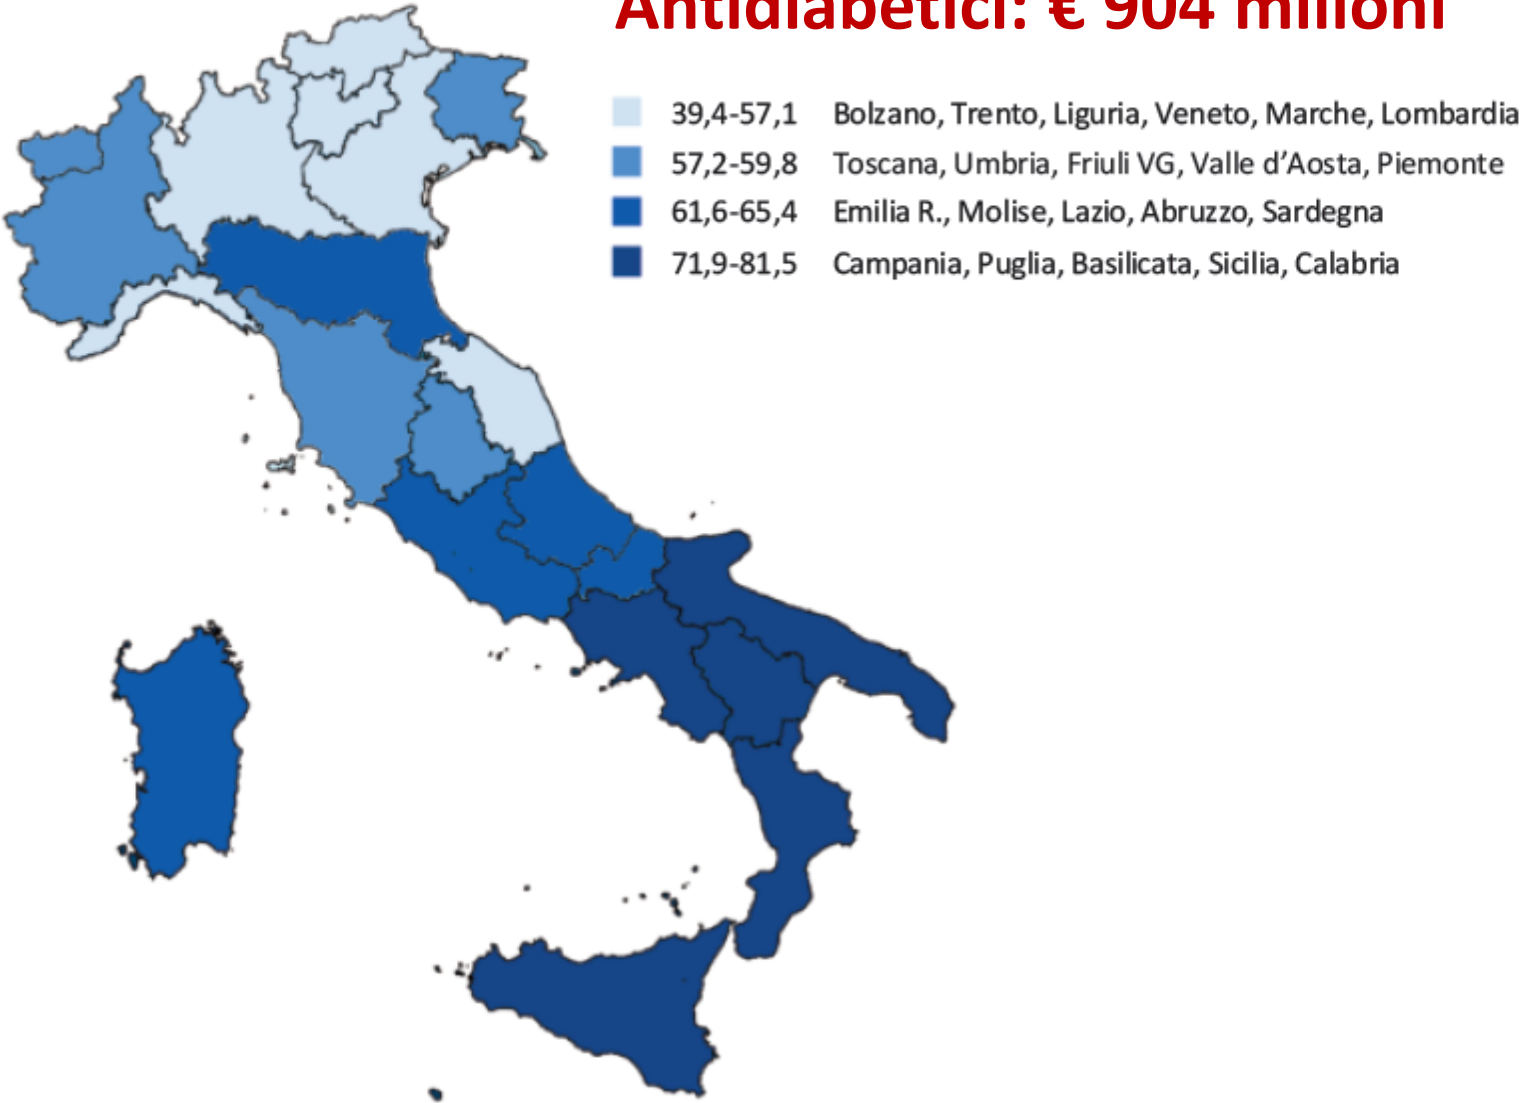 Antidiabetici: € 904 milioni
39,4-57,1 Bolzano, Trento, Liguria, Veneto, Marche, Lombardia
57,2-59,8 Toscana, Umbria, Friuli VG, Valle d’Aosta, Piemonte
61,6-65,4 Emilia R., Molise, Lazio, Abruzzo, Sardegna
71,9-81,5 Campania, Puglia, Basilicata, Sicilia, Calabria